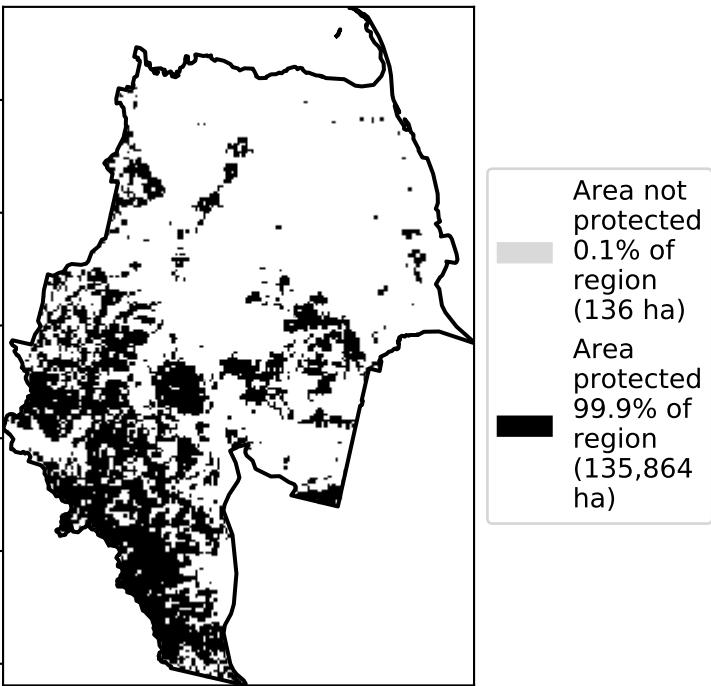 Area not
protected
0.1% of
region
(136 ha)
Area
protected
99.9% of
region
(135,864
ha)